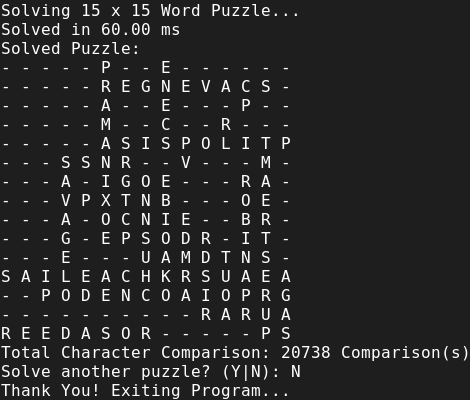 Solving 15 x 15 Word Puzzle...
Solved in 60.00 ms
Solved Puzzle:
- - - - - P - - E - - - - - -
- - - - - R E G N E V A C S -
- - - - - A - - E - - - P - -
- - - - - M - - C - - R - - -
- - - - - A S I S P O L I T P
- - - S S N R - - V - - - M -
- - - A - I G O E - - - R A -
- - - V P X T N B - - - O E -
- - - A - O C N I E - - B R -
- - - G - E P S O D R - I T -
- - - E - - - U A M D T N S -
S A I L E A C H K R S U A E A
- - P O D E N C O A I O P R G
- - - - - - - - - - R A R U A
R E E D A S O R - - - - - P S
Total Character Comparison: 20738 Comparison(s)
Solve another puzzle? (Y|N): N
Thank You! Exiting Program...